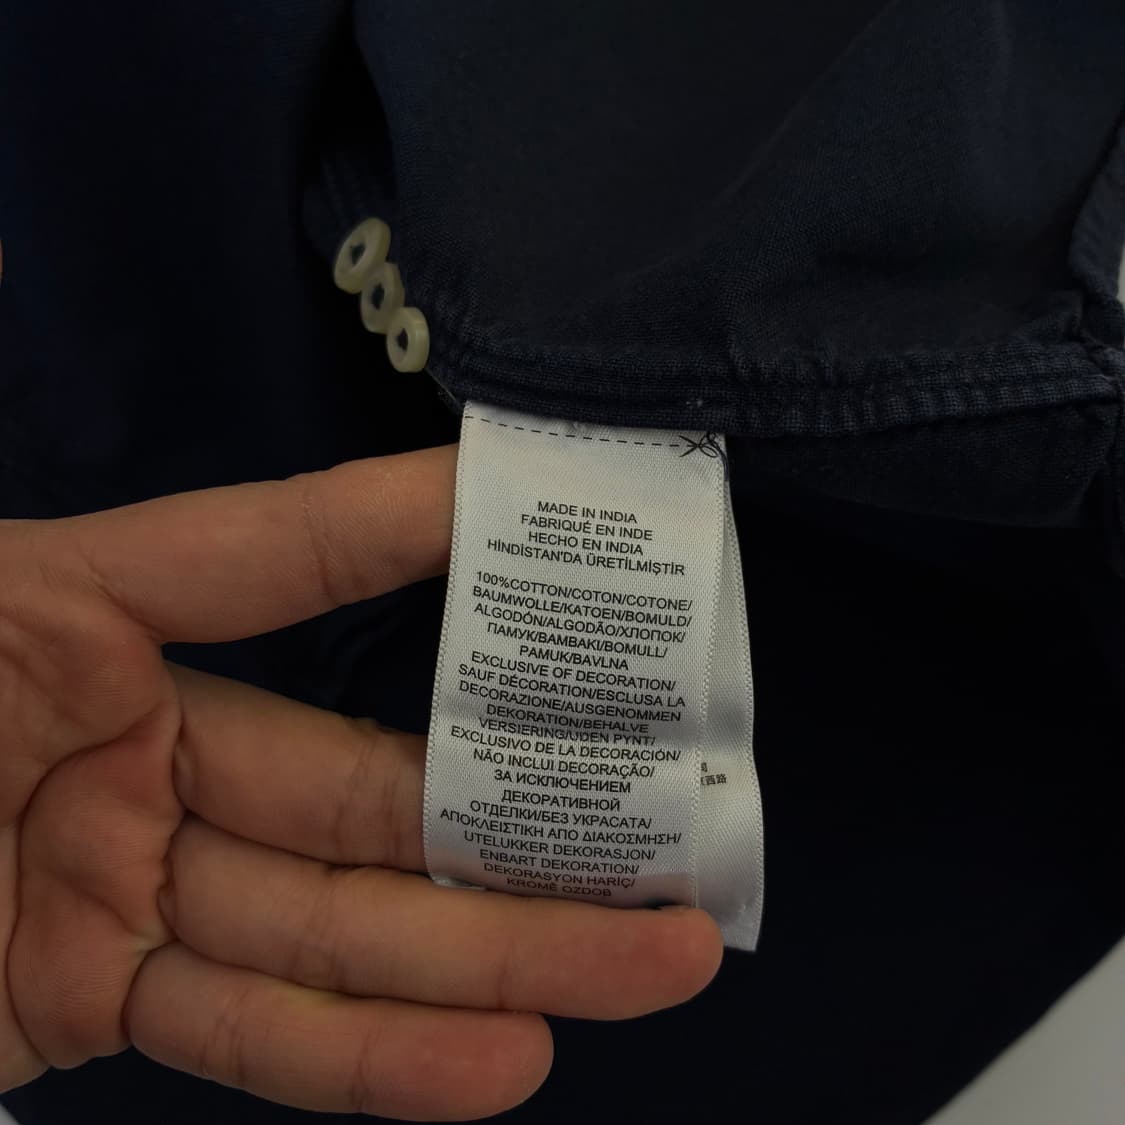 MADE IN INDIA
FABRIQUÉ EN INDE
HECHO EN INDIA
HİNDİSTAN'DA ÜRETİLMİŞTİR
100%COTTON/COTON/COTONE/
BAUMWOLLE/KATOEN/BOMULD/
ALGODÓN/ALGODÃO/ХЛОПОК/
ПАМУК/BAMBAKI/BOMULL/
PAMUK/BAVLNA
EXCLUSIVE OF DECORATION/
SAUF DÉCORATION/ESCLUSA LA
DECORAZIONE/AUSGENOMMEN
DEKORATION/BEHALVE
VERSIERING/UDEN PYNT/
EXCLUSIVO DE LA DECORACIÓN/
NÃO INCLUI DECORAÇÃO/
ЗА ИСКЛЮЧЕНИЕМ
ДЕКОРАТИВНОЙ
ОТДЕЛКИ/БЕЗ УКРАСАТА/
ΑΠΟΚΛΕΙΣΤΙΚΗ ΑΠΟ ΔΙΑΚΟΣΜΗΣΗ/
UTELUKKER DEKORASJON/
ENBART DEKORATION/
DEKORASYON HARİÇ/
KROMĚ OZDOB
西路